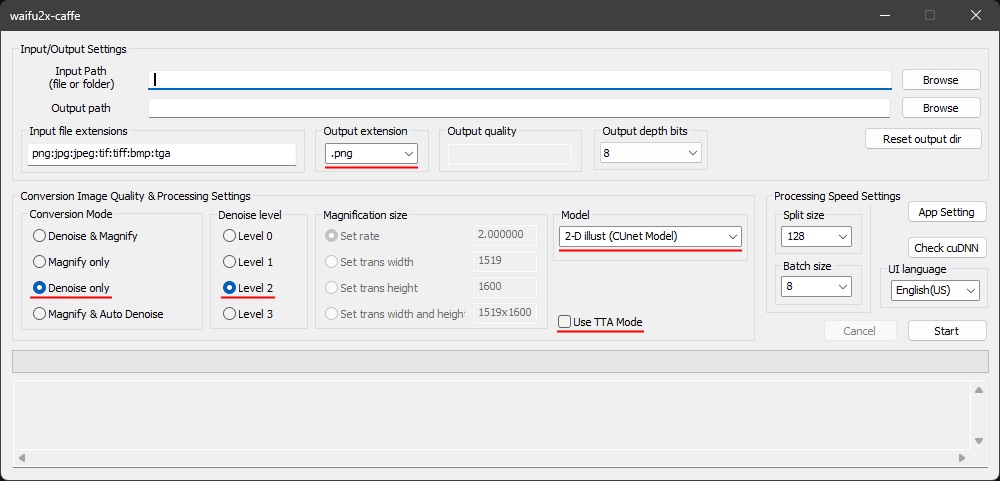 waifu2x-caffe
Input/Output Settings
Input Path
(file or folder)
Browse
Output path
Browse
Input file extensions
png:jpg:jpeg:tif:tiff:bmp:tga
Output extension
.png
Output quality
Output depth bits
8
Reset output dir
Conversion Image Quality & Processing Settings
Conversion Mode
Denoise & Magnify
Magnify only
Denoise only
Magnify & Auto Denoise
Denoise level
Level 0
Level 1
Level 2
Level 3
Magnification size
Set rate
2.000000
Set trans width
1519
Set trans height
1600
Set trans width and heigh
1519x1600
Model
2-D illust (CUnet Model)
Use TTA Mode
Processing Speed Settings
Split size
128
Batch size
8
App Setting
Check cuDNN
UI language
English(US)
Cancel
Start